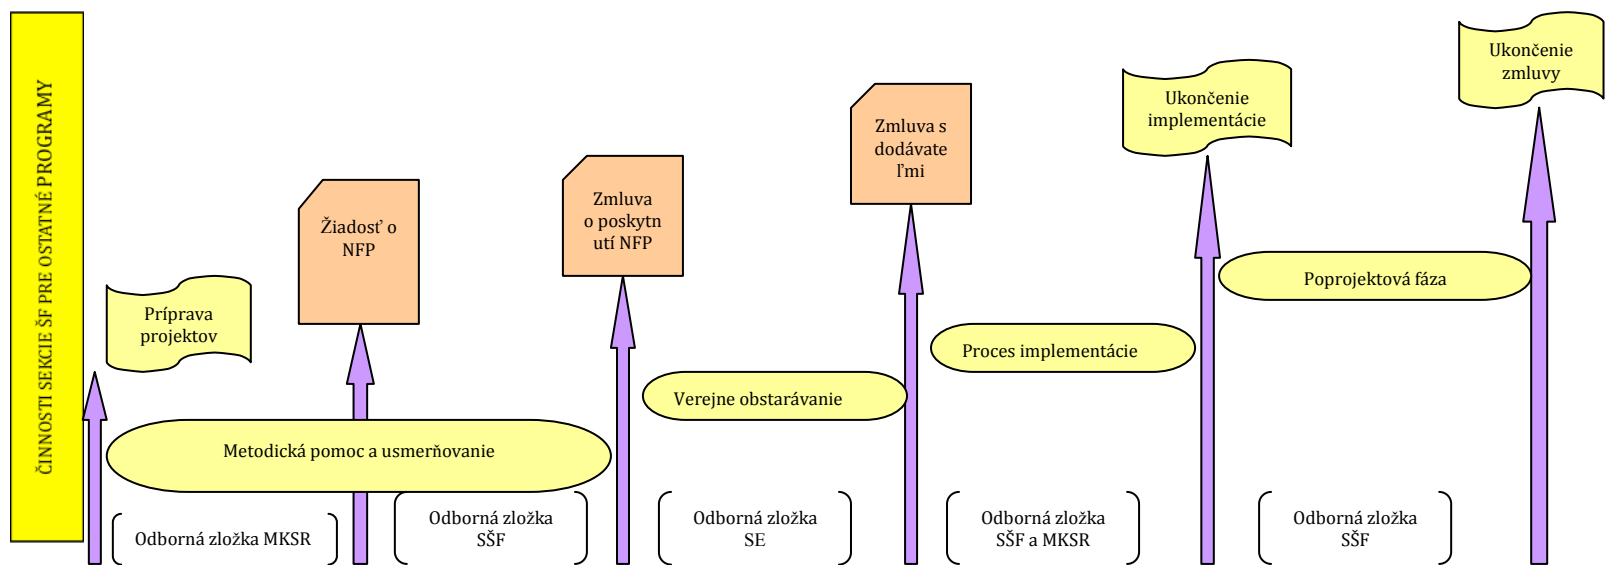 ČINNOSTI SEKCIE ŠF PRE OSTATNÉ PROGRAMY
Príprava
projektov
Žiadosť o
NFP
Zmluva
o poskytn
utí NFP
Zmluva s
dodávate
ľmi
Ukončenie
implementácie
Ukončenie
zmluvy
Poprojektová fáza
Proces implementácie
Verejne obstarávanie
Metodická pomoc a usmerňovanie
Odborná zložka MKSR
Odborná zložka
SŠF
Odborná zložka
SE
Odborná zložka
SŠF a MKSR
Odborná zložka
SŠF